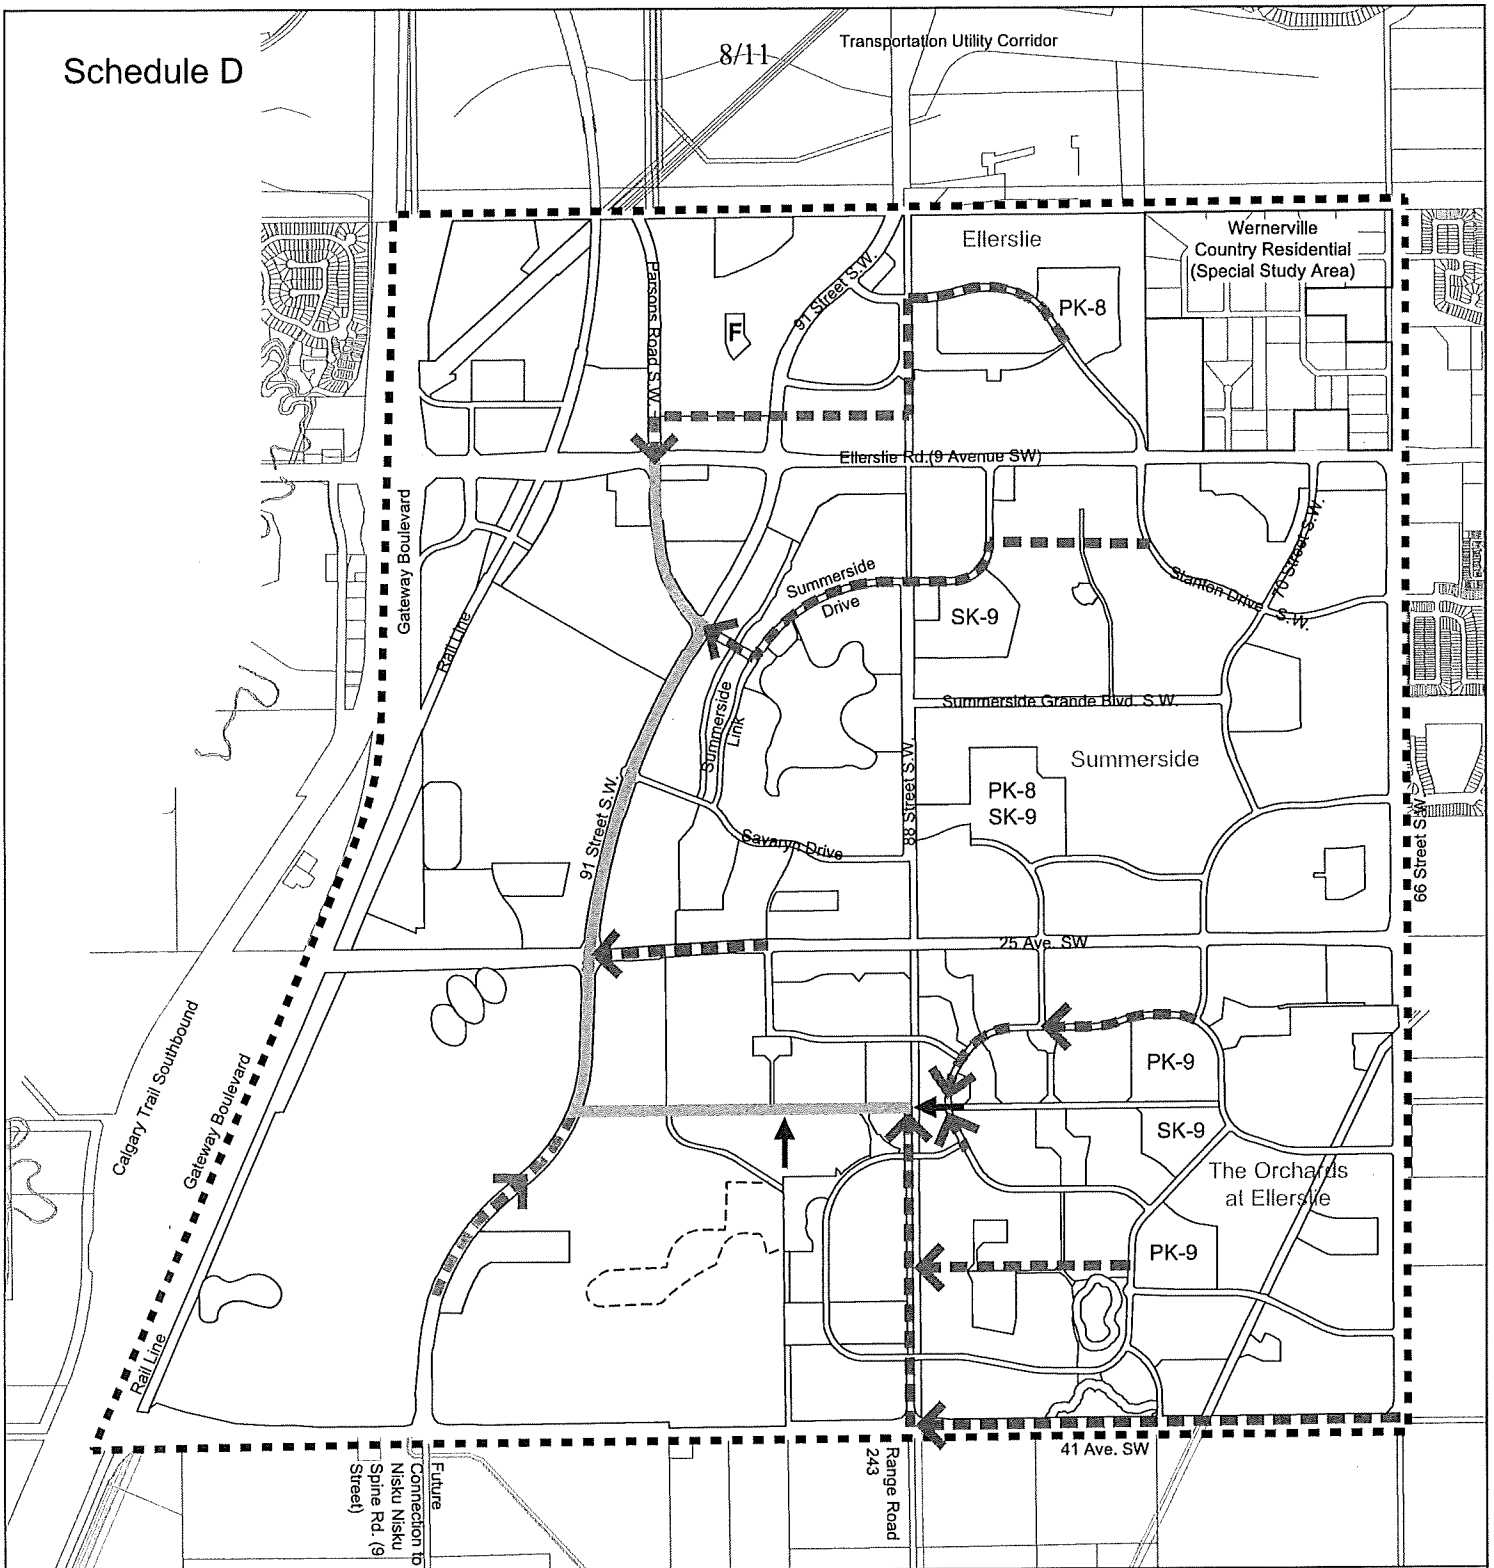 Schedule D
8/11
Transportation Utility Corridor
Ellerslie
Wernerville
Country Residential
(Special Study Area)
PK-8
91 Street S.W.
Parsons Road S.W.
F
Ellerslie Rd.(9 Avenue SW)
Gateway Boulevard
Rail Line
Summerside
Drive
SK-9
Stanton Drive S.W.
70 Street S.W.
Summerside
Link
Summerside Grande Blvd. S.W.
Summerside
PK-8
SK-9
88 Street S.W.
91 Street S.W.
Savaryn Drive
66 Street S.W.
25 Ave. SW
Calgary Trail Southbound
Gateway Boulevard
PK-9
SK-9
The Orchards
at Ellerslie
PK-9
Rail Line
41 Ave. SW
Range Road
243
Future
Connection to
Nisku Nisku
Spine Rd. (9
Street)